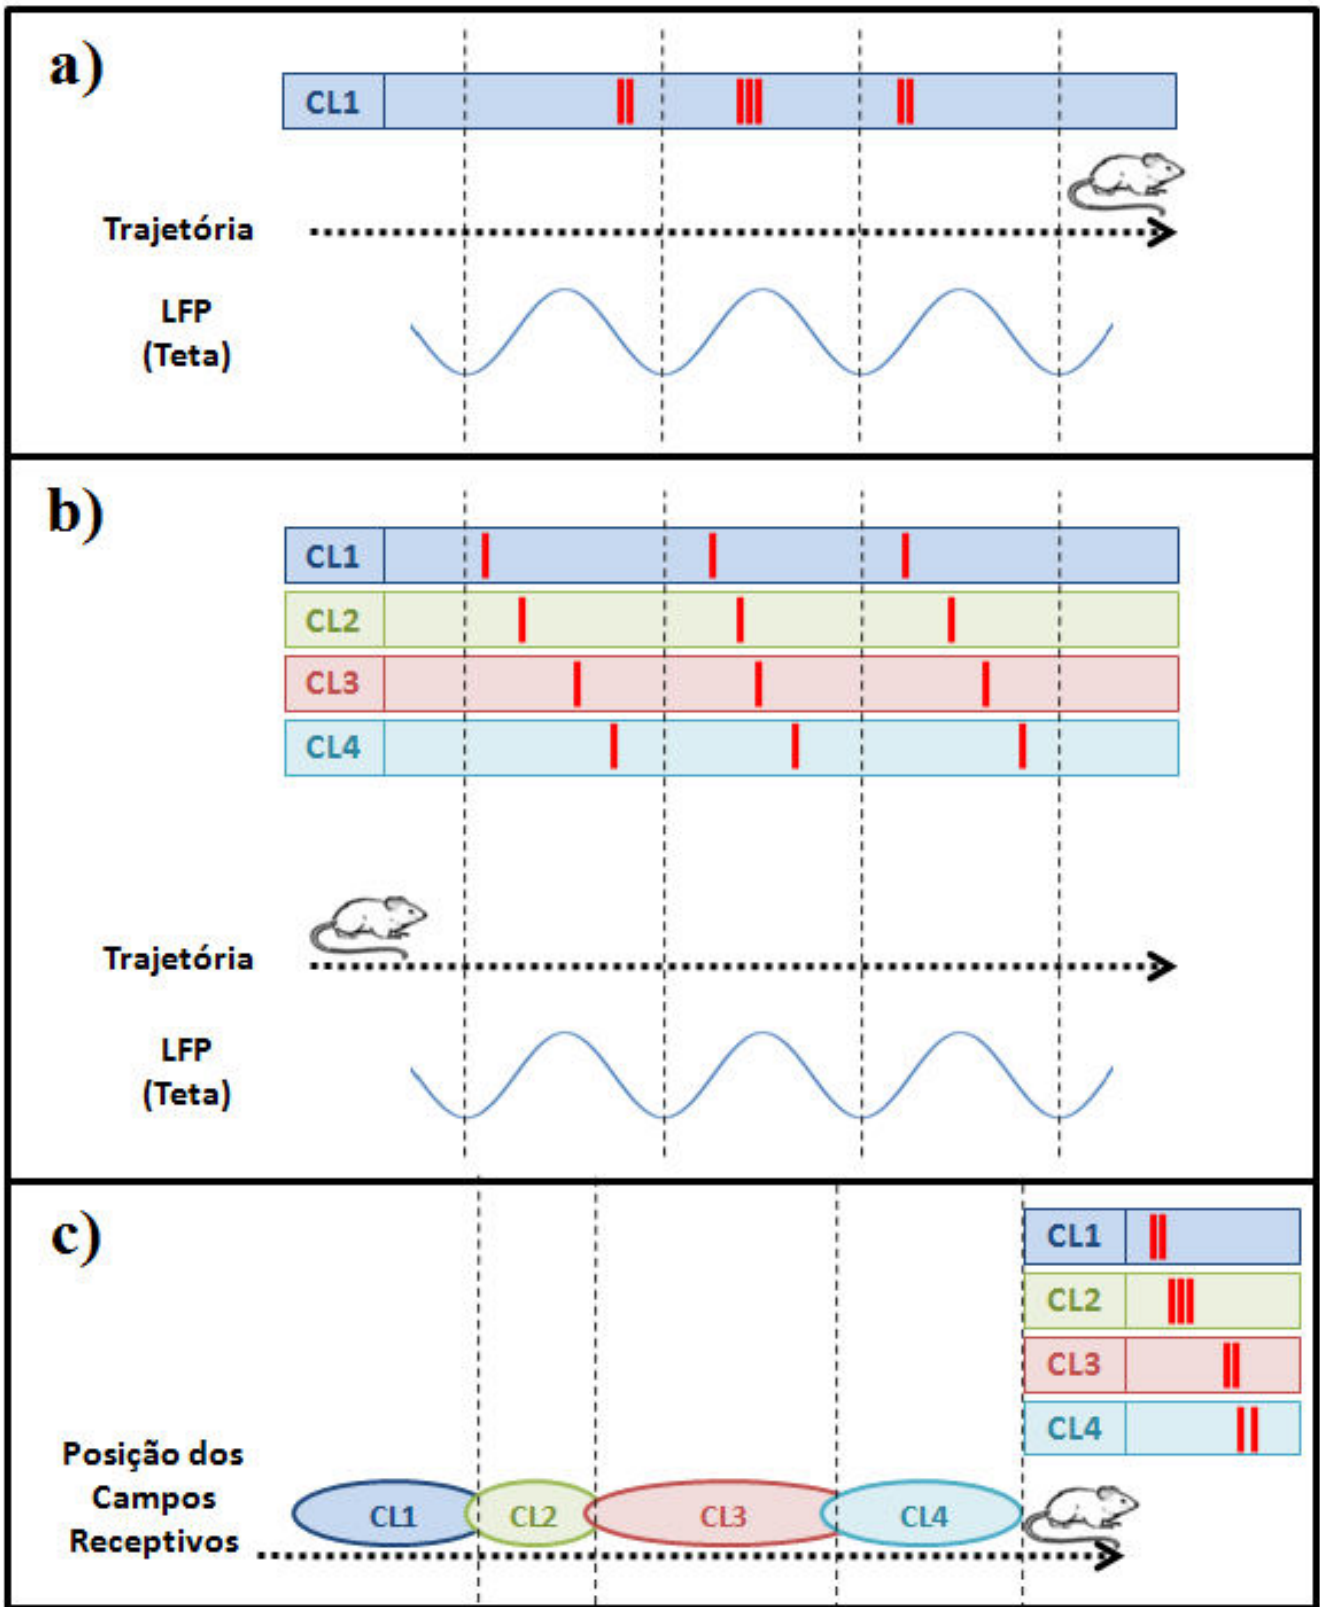 a)
CL1
Trajetória
LFP
(Teta)
b)
CL1
CL2
CL3
CL4
Trajetória
LFP
(Teta)
c)
CL1
CL2
CL3
CL4
Posição dos
Campos
Receptivos
CL1
CL2
CL3
CL4